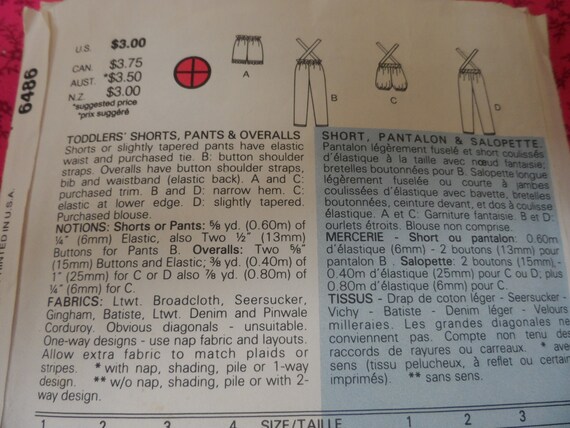 6486
PRINTED IN U.S.A.
U.S. $3.00
CAN. $3.75
AUST. *$3.50
N.Z. $3.00
*suggested price
*prix suggéré
A
B
C
D
TODDLERS' SHORTS, PANTS & OVERALLS
Shorts or slightly tapered pants have elastic
waist and purchased tie. B: button shoulder
straps. Overalls have button shoulder straps,
bib and waistband (elastic back). A and C:
purchased trim. B and D: narrow hem. C:
elastic at lower edge. D: slightly tapered.
Purchased blouse.
NOTIONS: Shorts or Pants: ⅝ yd. (0.60m) of
¼" (6mm) Elastic, also Two ½" (13mm)
Buttons for Pants B. Overalls: Two ⅝"
(15mm) Buttons and Elastic; ⅜ yd. (0.40m) of
1" (25mm) for C or D also ⅞ yd. (0.80m) of
¼" (6mm) for C.
FABRICS: Ltwt. Broadcloth, Seersucker,
Gingham, Batiste, Ltwt. Denim and Pinwale
Corduroy. Obvious diagonals - unsuitable.
One-way designs - use nap fabric and layouts.
Allow extra fabric to match plaids or
stripes. * with nap, shading, pile or 1-way
design. ** w/o nap, shading, pile or with 2-
way design.
SHORT, PANTALON & SALOPETTE
Pantalon légèrement fuselé et short coulissés
d'élastique à la taille avec nœud fantaisie;
bretelles boutonnées pour B. Salopette longue
légèrement fuselée ou courte à jambes
coulissées d'élastique avec bavette, bretelles
boutonnées, ceinture devant, et dos à coulisse
élastique. A et C: Garniture fantaisie. B et D:
ourlets étroits. Blouse non comprise.
MERCERIE - Short ou pantalon: 0.60m
d'élastique (6mm) - 2 boutons (13mm) pour
pantalon B. Salopette: 2 boutons (15mm),-
0.40m d'élastique (25mm) pour C ou D; plus
0.80m d'élastique (6mm) pour C.
TISSUS - Drap de coton léger - Seersucker -
Vichy - Batiste - Denim léger - Velours
milleraies. Les grandes diagonales ne
conviennent pas. Compte non tenu des
raccords de rayures ou carreaux. * avec
sens (tissu pelucheux, à reflet ou certains
imprimés). ** sans sens.
1 2 3 4 SIZE/TAILLE 1 2 3